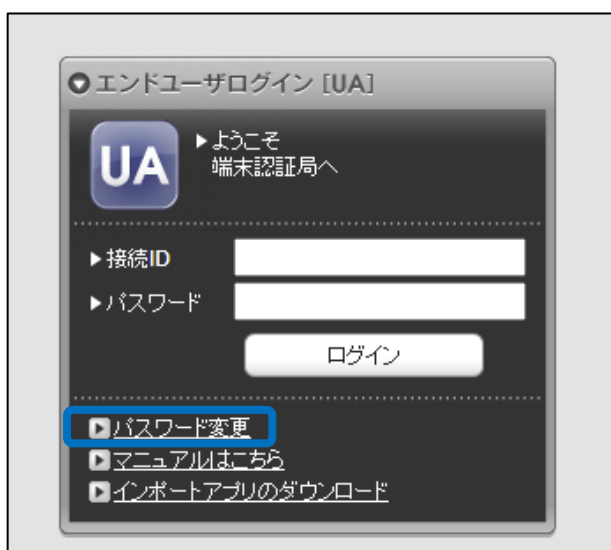 エンドユーザログイン [UA]
UA
ようこそ
端末認証局へ
接続ID
パスワード
ログイン
パスワード変更
マニュアルはこちら
インポートアプリのダウンロード